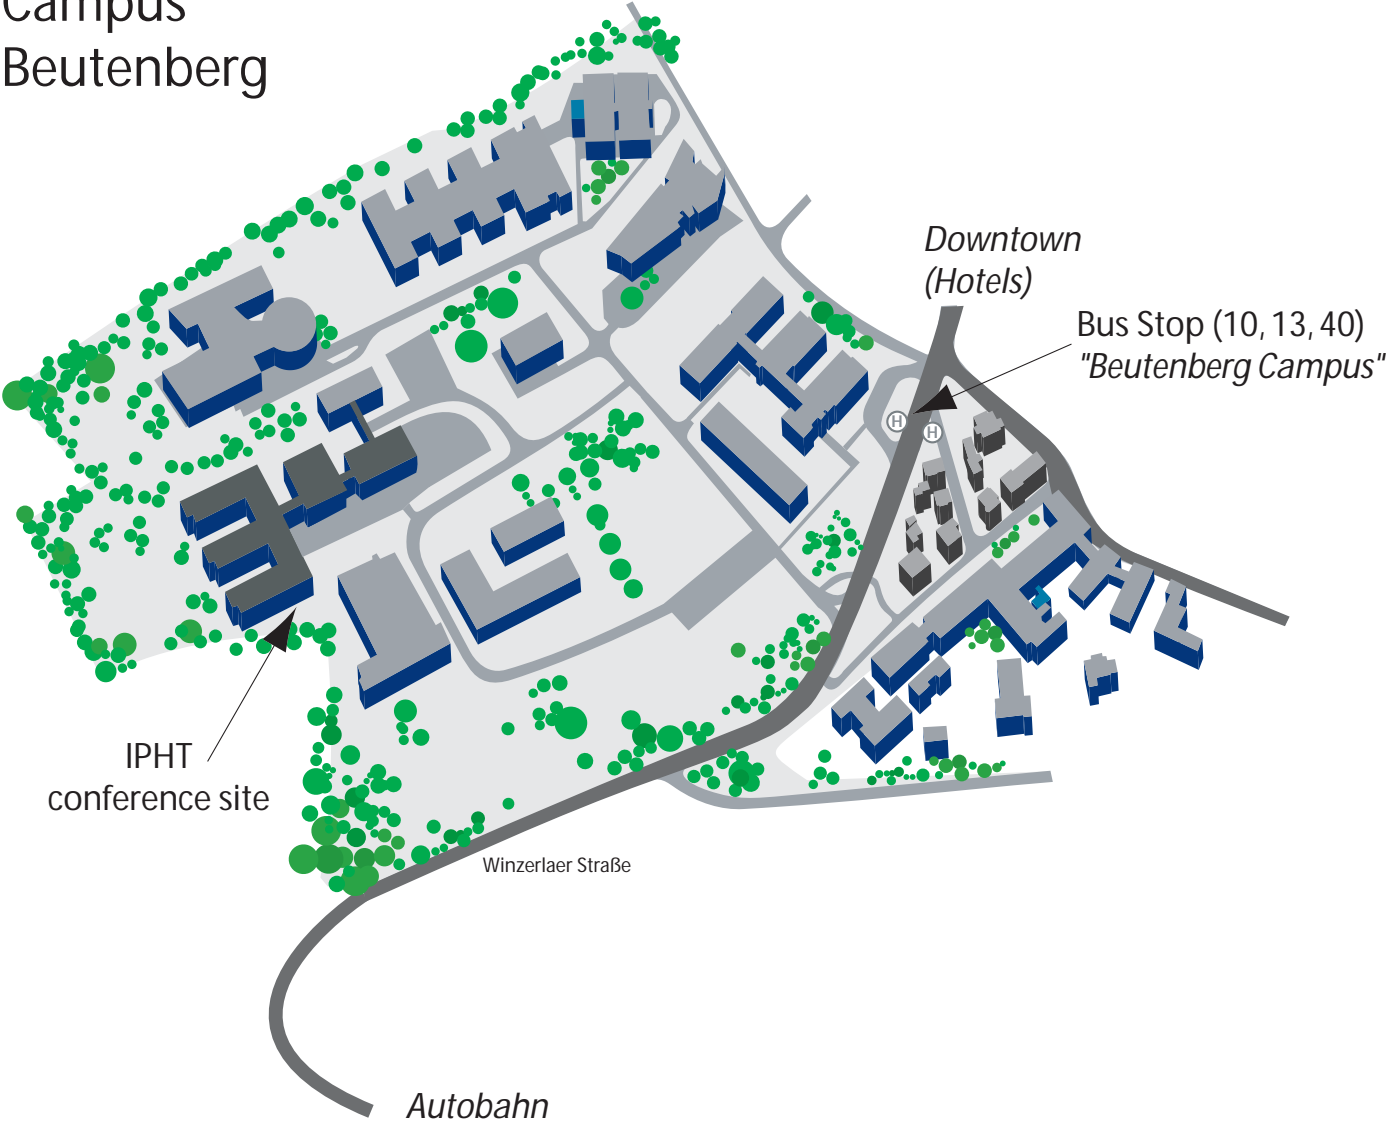 Campus
Beutenberg
Downtown
(Hotels)
Bus Stop (10, 13, 40)
"Beutenberg Campus"
H
H
IPHT
conference site
Winzerlaer Straße
Autobahn